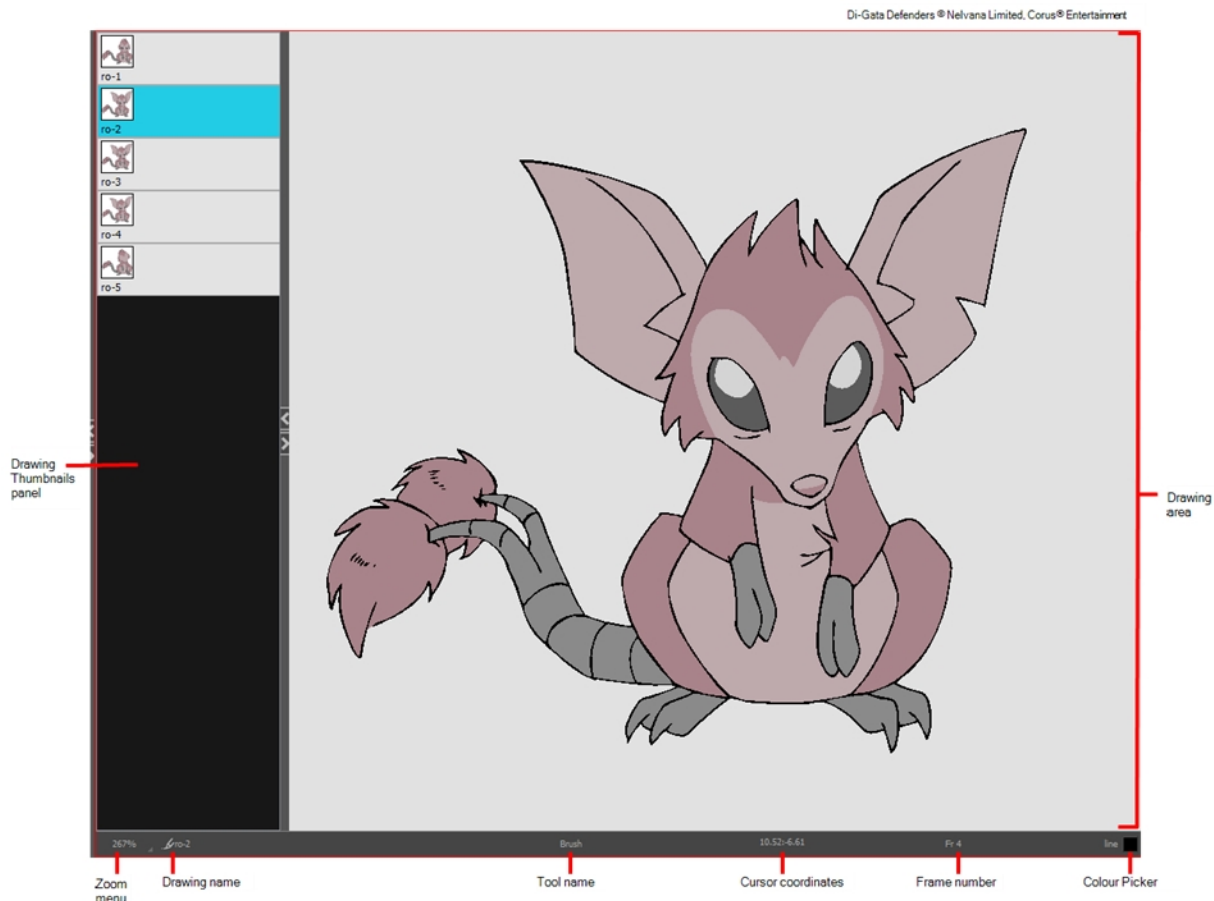 Di-Gata Defenders ® Nelvana Limited, Corus® Entertainment
ro-1
ro-2
ro-3
ro-4
ro-5
Drawing
Thumbnails
panel
Drawing
area
267%
ro-2
Brush
10.52:-6.61
Fr 4
line
Zoom
menu
Drawing name
Tool name
Cursor coordinates
Frame number
Colour Picker